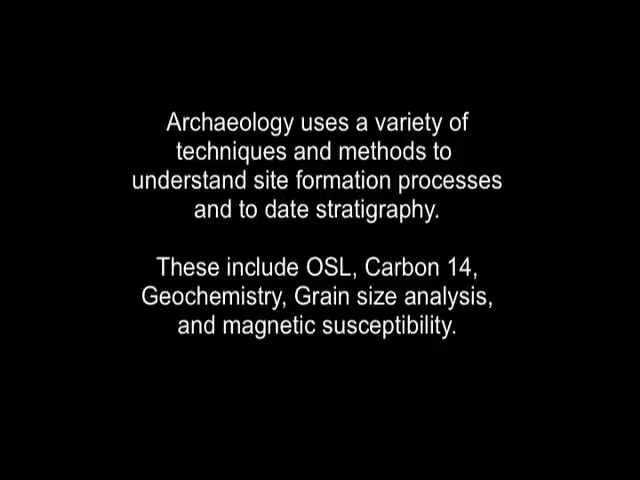 Archaeology uses a variety of
techniques and methods to
understand site formation processes
and to date stratigraphy.
These include OSL, Carbon 14,
Geochemistry, Grain size analysis,
and magnetic susceptibility.